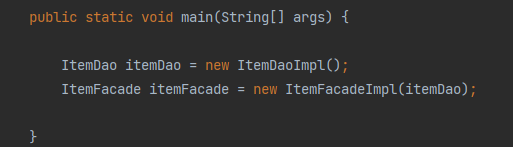 public static void main(String[] args) {
ItemDao itemDao = new ItemDaoImpl();
ItemFacade itemFacade = new ItemFacadeImpl(itemDao);
}